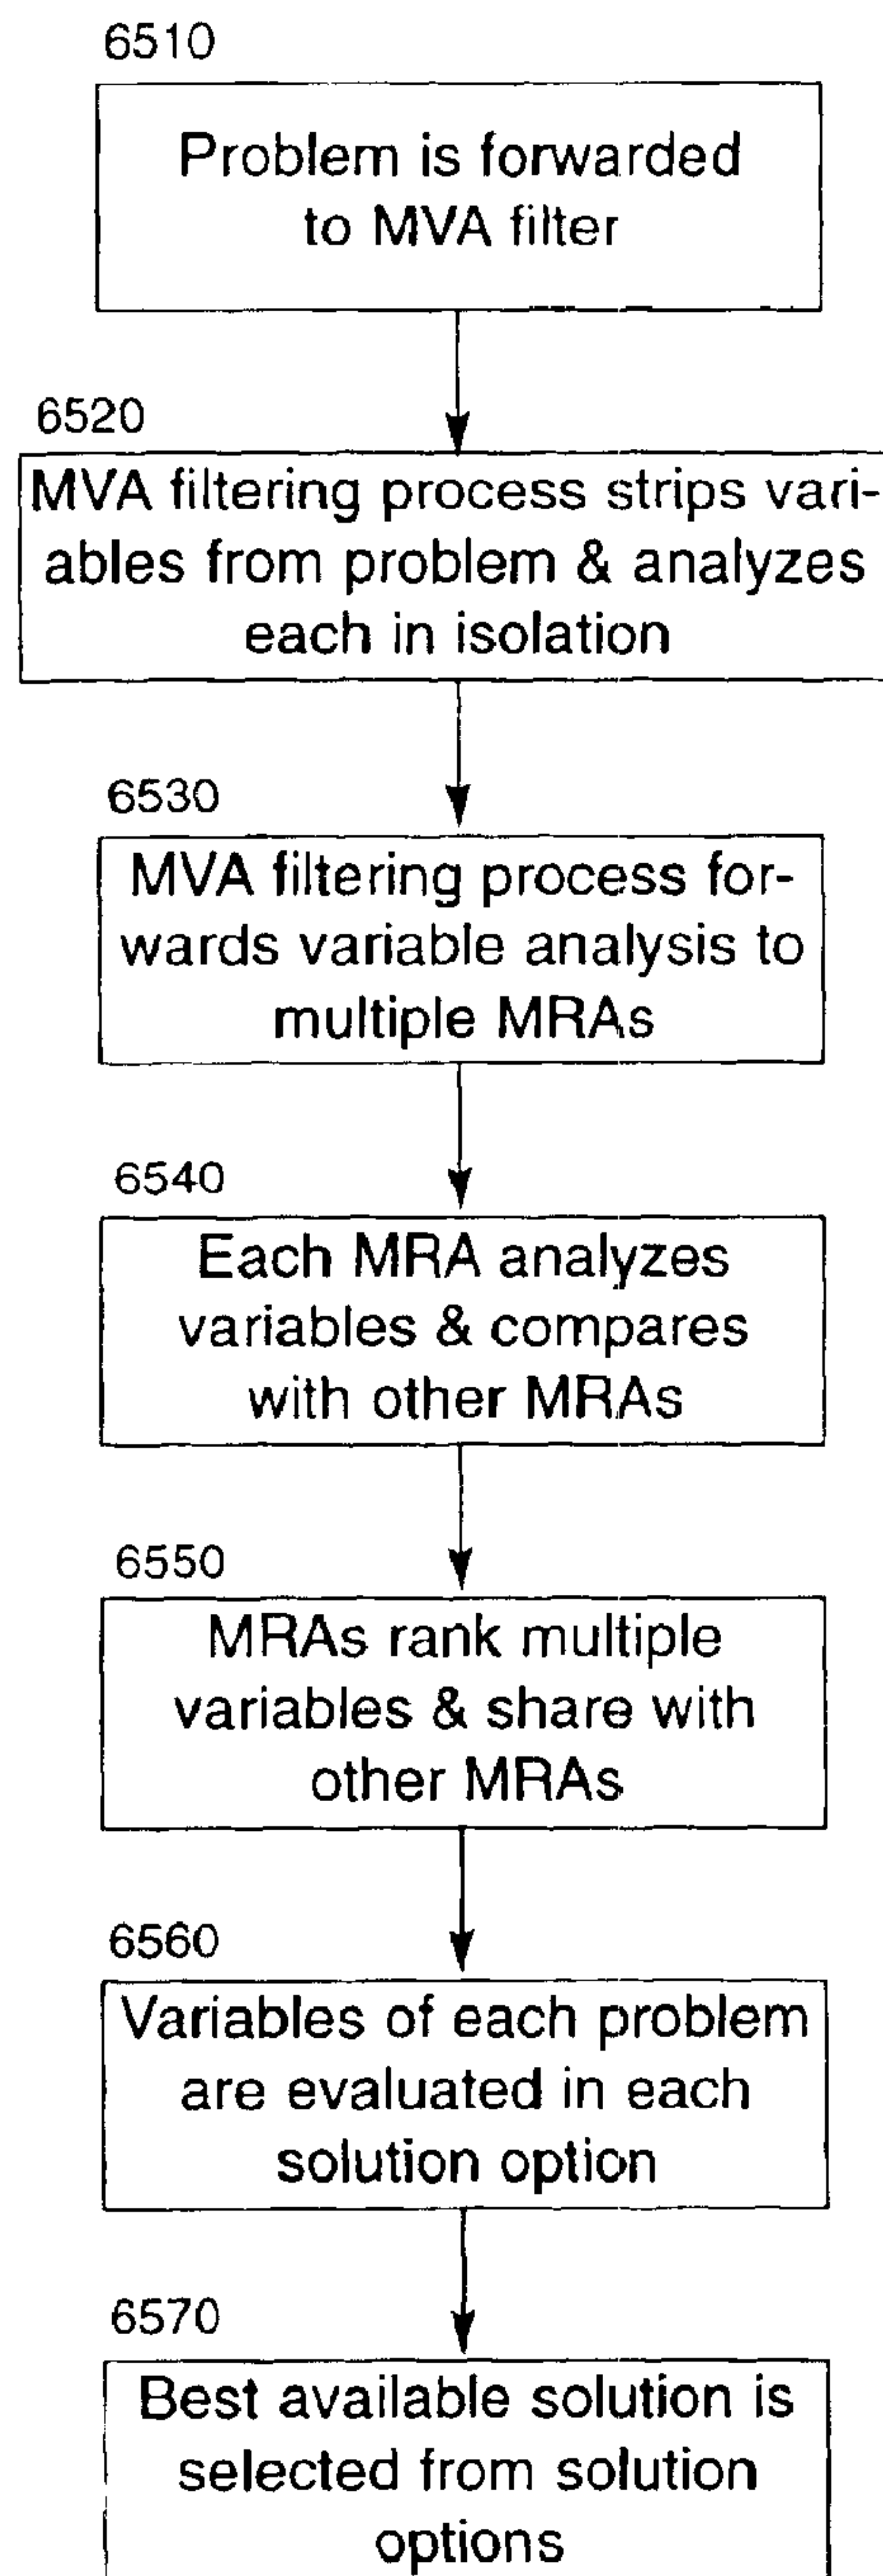 6510
Problem is forwarded
to MVA filter
6520
MVA filtering process strips vari-
ables from problem & analyzes
each in isolation
6530
MVA filtering process for-
wards variable analysis to
multiple MRAs
6540
Each MRA analyzes
variables & compares
with other MRAs
6550
MRAs rank multiple
variables & share with
other MRAs
6560
Variables of each problem
are evaluated in each
solution option
6570
Best available solution is
selected from solution
options